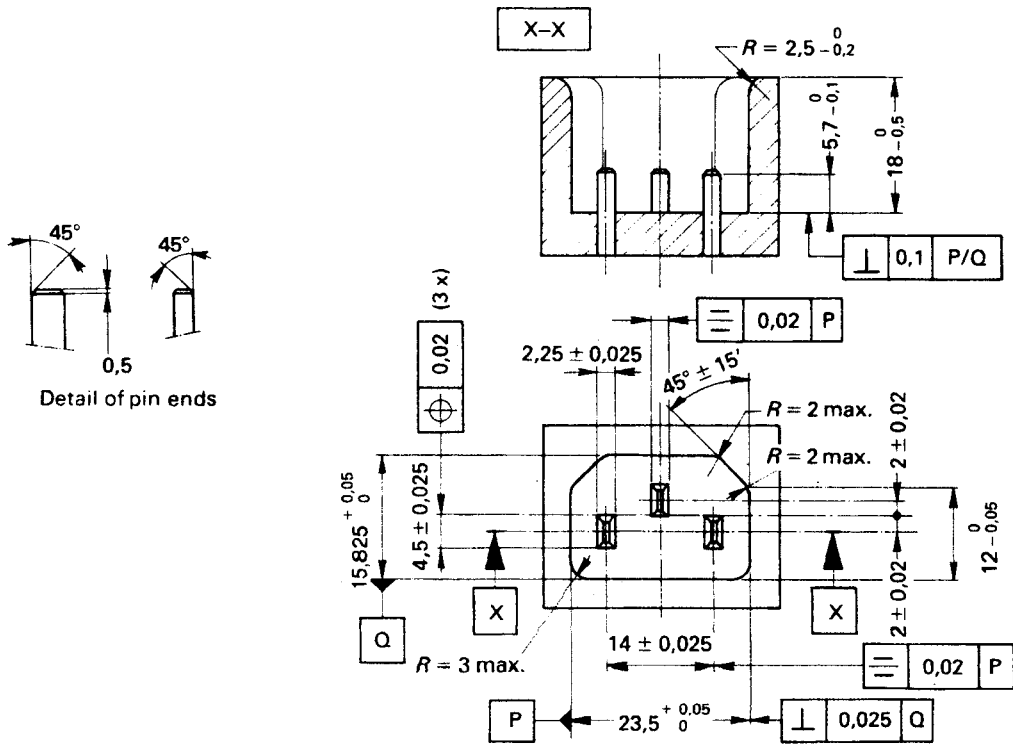 X–X
R = 2,5 0 –0,2
5,7 0 –0,1
18 0 –0,5
⊥ 0,1 P/Q
45° 45°
0,5
Detail of pin ends
⌖ 0,02 (3 x)
⌯ 0,02 P
2,25 ± 0,025
45° ± 15′
R = 2 max.
R = 2 max.
2 ± 0,02
15,825 + 0,05 0
4,5 ± 0,025
12 0 –0,05
2 ± 0,02
X X
Q
R = 3 max.
14 ± 0,025
⌯ 0,02 P
P
23,5 + 0,05 0
⊥ 0,025 Q